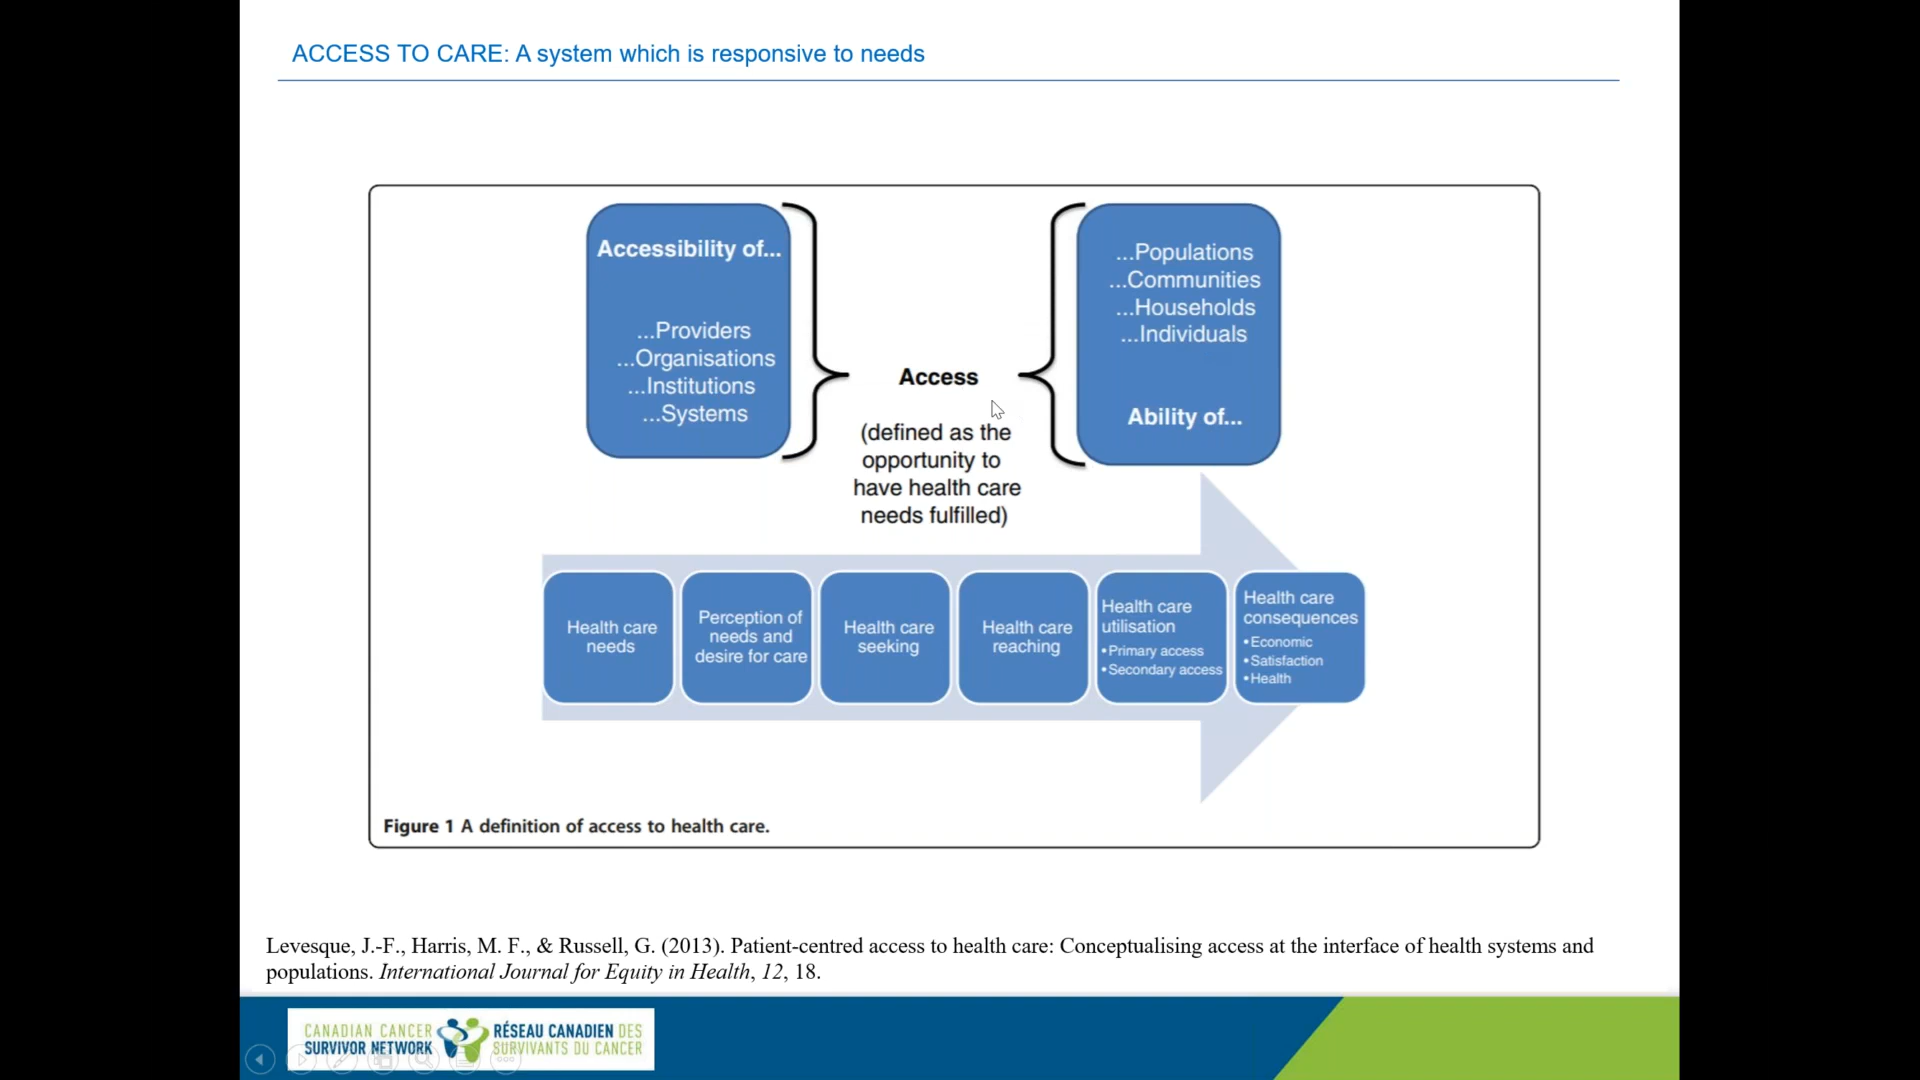 ACCESS TO CARE: A system which is responsive to needs
Accessibility of...
...Providers
...Organisations
...Institutions
...Systems
Access
(defined as the
opportunity to
have health care
needs fulfilled)
...Populations
...Communities
...Households
...Individuals
Ability of...
Health care
needs
Perception of
needs and
desire for care
Health care
seeking
Health care
reaching
Health care
utilisation
•Primary access
•Secondary access
Health care
consequences
•Economic
•Satisfaction
•Health
Figure 1 A definition of access to health care.
Levesque, J.-F., Harris, M. F., & Russell, G. (2013). Patient-centred access to health care: Conceptualising access at the interface of health systems and
populations. International Journal for Equity in Health, 12, 18.
CANADIAN CANCER
SURVIVOR NETWORK
RÉSEAU CANADIEN DES
SURVIVANTS DU CANCER